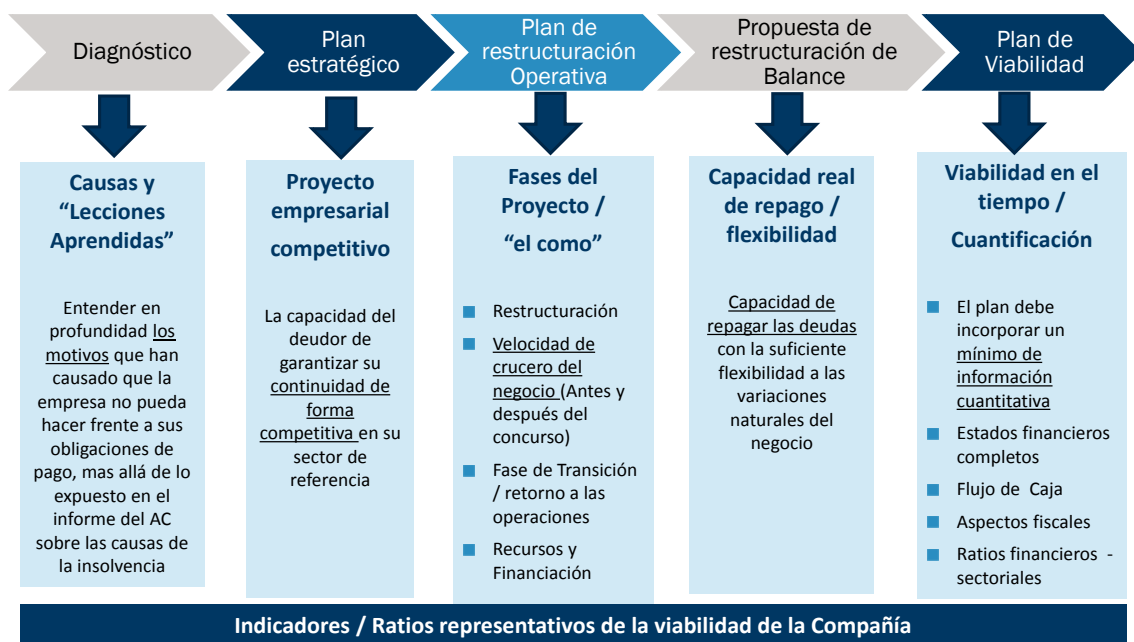 Diagnóstico
Plan
estratégico
Plan de
restructuración
Operativa
Propuesta de
restructuración de
Balance
Plan de
Viabilidad
Causas y
“Lecciones
Aprendidas”
Entender en
profundidad los
motivos que han
causado que la
empresa no pueda
hacer frente a sus
obligaciones de
pago, mas allá de lo
expuesto en el
informe del AC
sobre las causas de
la insolvencia
Proyecto
empresarial
competitivo
La capacidad del
deudor de
garantizar su
continuidad de
forma
competitiva en su
sector de
referencia
Fases del
Proyecto /
“el como”
Restructuración
Velocidad de
crucero del
negocio (Antes y
después del
concurso)
Fase de Transición
/ retorno a las
operaciones
Recursos y
Financiación
Capacidad real
de repago /
flexibilidad
Capacidad de
repagar las deudas
con la suficiente
flexibilidad a las
variaciones
naturales del
negocio
Viabilidad en el
tiempo /
Cuantificación
El plan debe
incorporar un
mínimo de
información
cuantitativa
Estados financieros
completos
Flujo de Caja
Aspectos fiscales
Ratios financieros -
sectoriales
Indicadores / Ratios representativos de la viabilidad de la Compañía